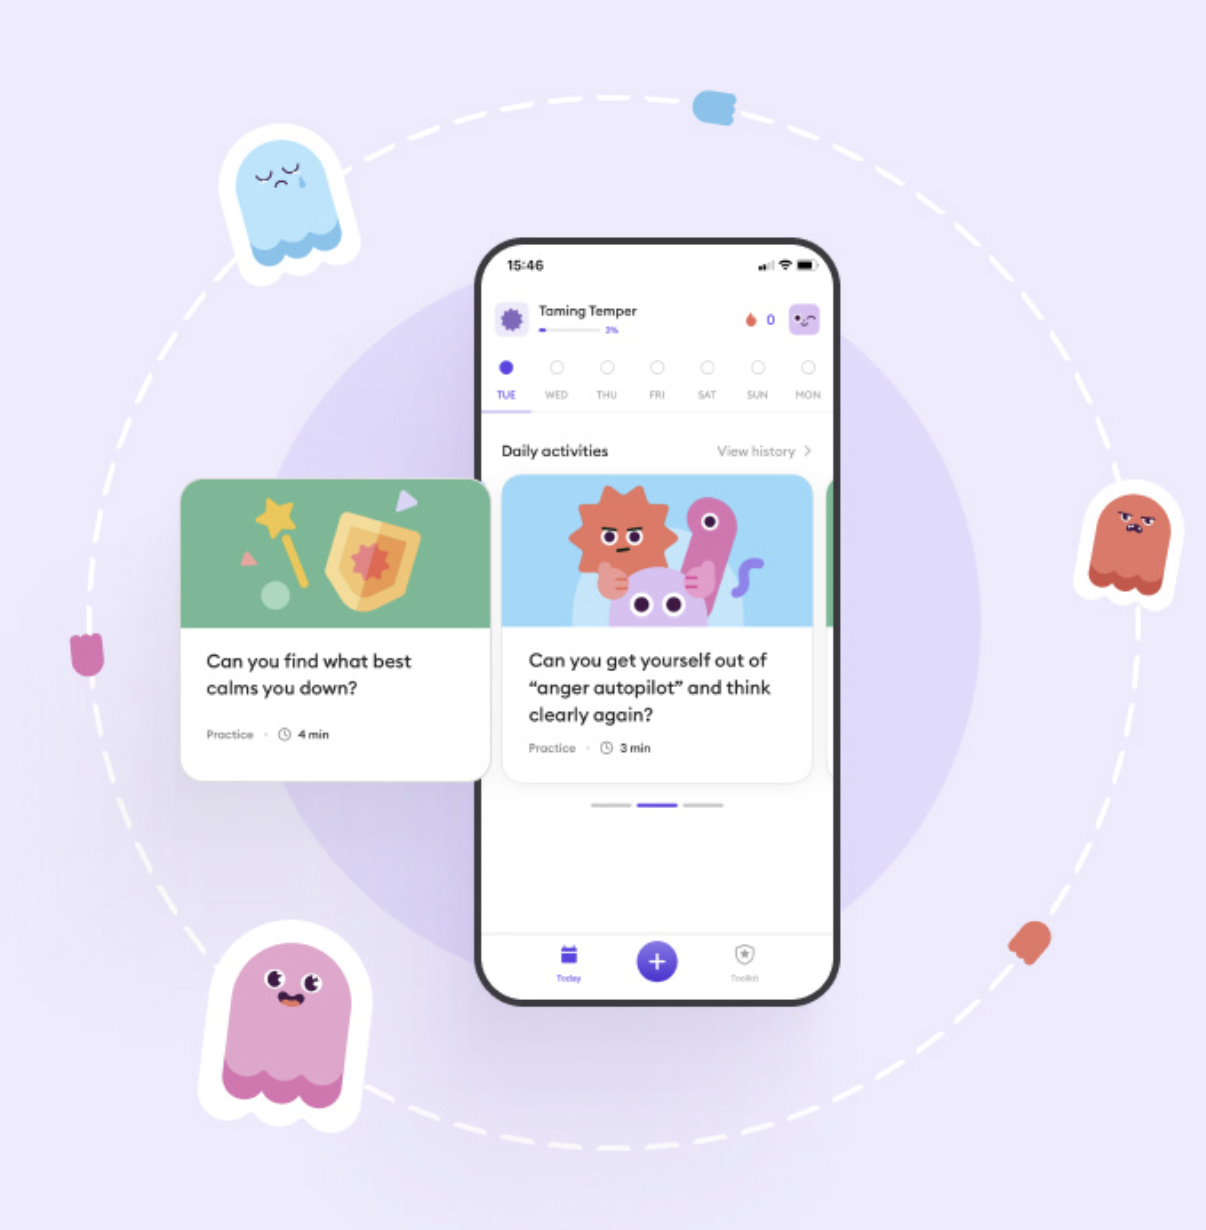 15:46
Taming Temper
3%
0
TUE WED THU FRI SAT SUN MON
Daily activities
View history
Can you find what best
calms you down?
Practice • 4 min
Can you get yourself out of
“anger autopilot” and think
clearly again?
Practice • 3 min
Today
Toolkit